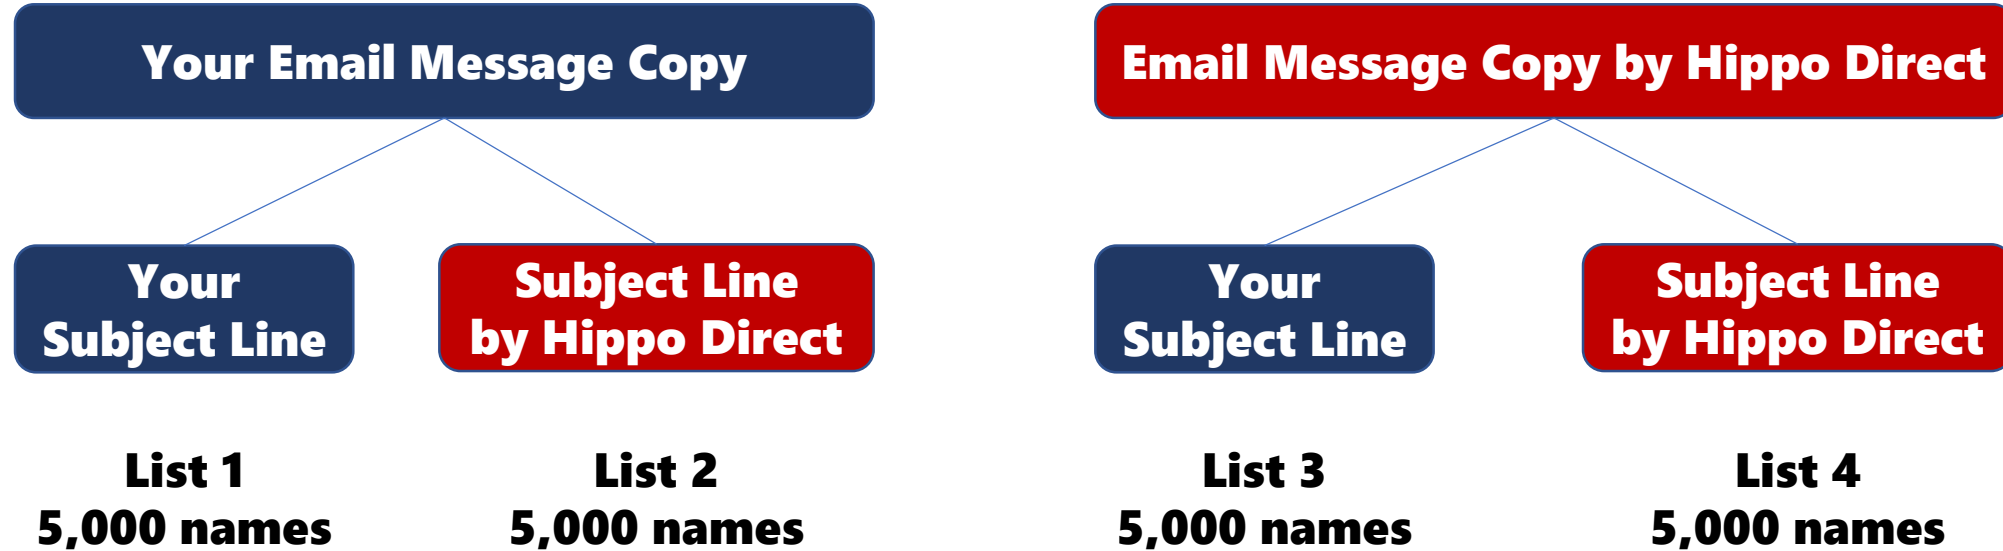 Your Email Message Copy
Email Message Copy by Hippo Direct
Your
Subject Line
Subject Line
by Hippo Direct
Your
Subject Line
Subject Line
by Hippo Direct
List 1
5,000 names
List 2
5,000 names
List 3
5,000 names
List 4
5,000 names